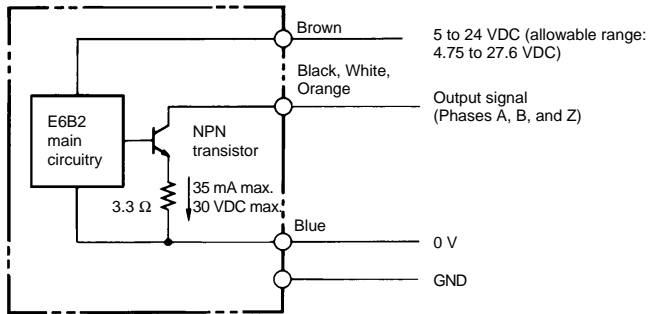 Brown
5 to 24 VDC (allowable range:
4.75 to 27.6 VDC)
Black, White,
Orange
Output signal
(Phases A, B, and Z)
E6B2
main
circuitry
NPN
transistor
35 mA max.
30 VDC max.
3.3 Ω
Blue
0 V
GND